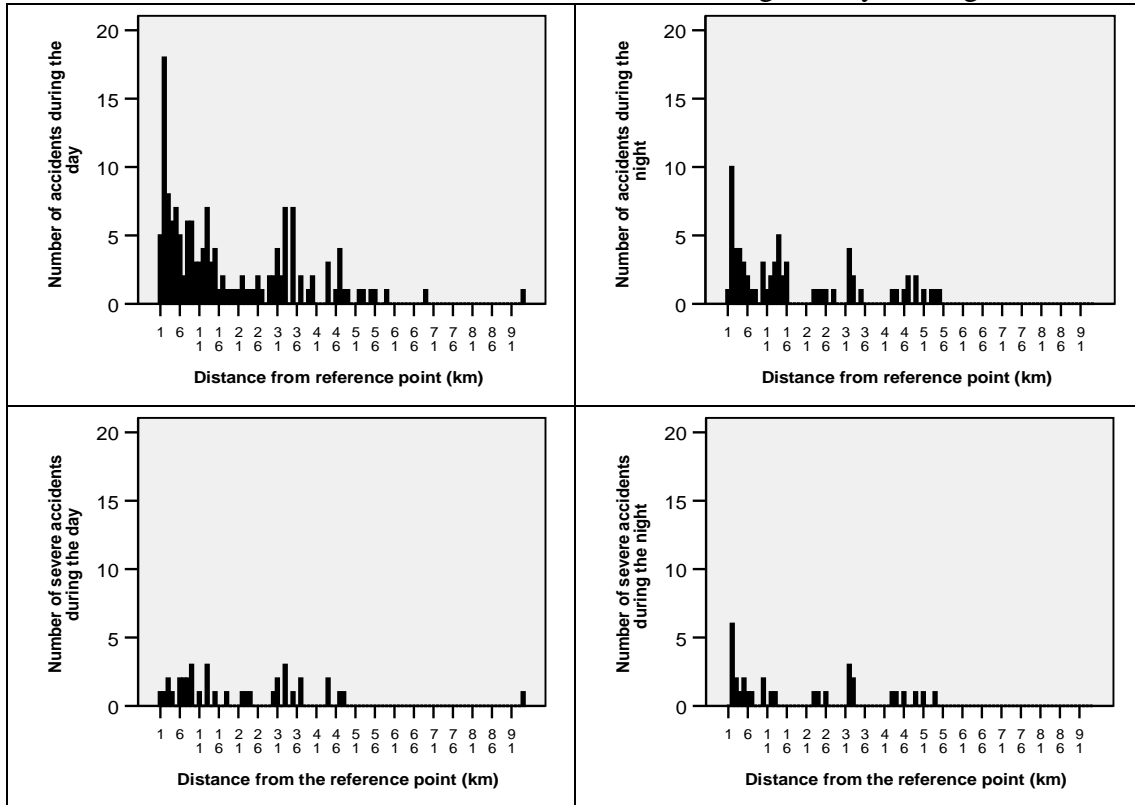 Number of accidents during the
day
20
15
10
5
0
1 6 1 1 2 2 3 3 4 4 5 5 6 6 7 7 8 8 9
1 6 1 6 1 6 1 6 1 6 1 6 1 6 1 6 1
Distance from reference point (km)
Number of accidents during the
night
20
15
10
5
0
1 6 1 1 2 2 3 3 4 4 5 5 6 6 7 7 8 8 9
1 6 1 6 1 6 1 6 1 6 1 6 1 6 1 6 1
Distance from reference point (km)
Number of severe accidents
during the day
20
15
10
5
0
1 6 1 1 2 2 3 3 4 4 5 5 6 6 7 7 8 8 9
1 6 1 6 1 6 1 6 1 6 1 6 1 6 1 6 1
Distance from the reference point (km)
Number of severe accidents
during the night
20
15
10
5
0
1 6 1 1 2 2 3 3 4 4 5 5 6 6 7 7 8 8 9
1 6 1 6 1 6 1 6 1 6 1 6 1 6 1 6 1
Distance from the reference point (km)